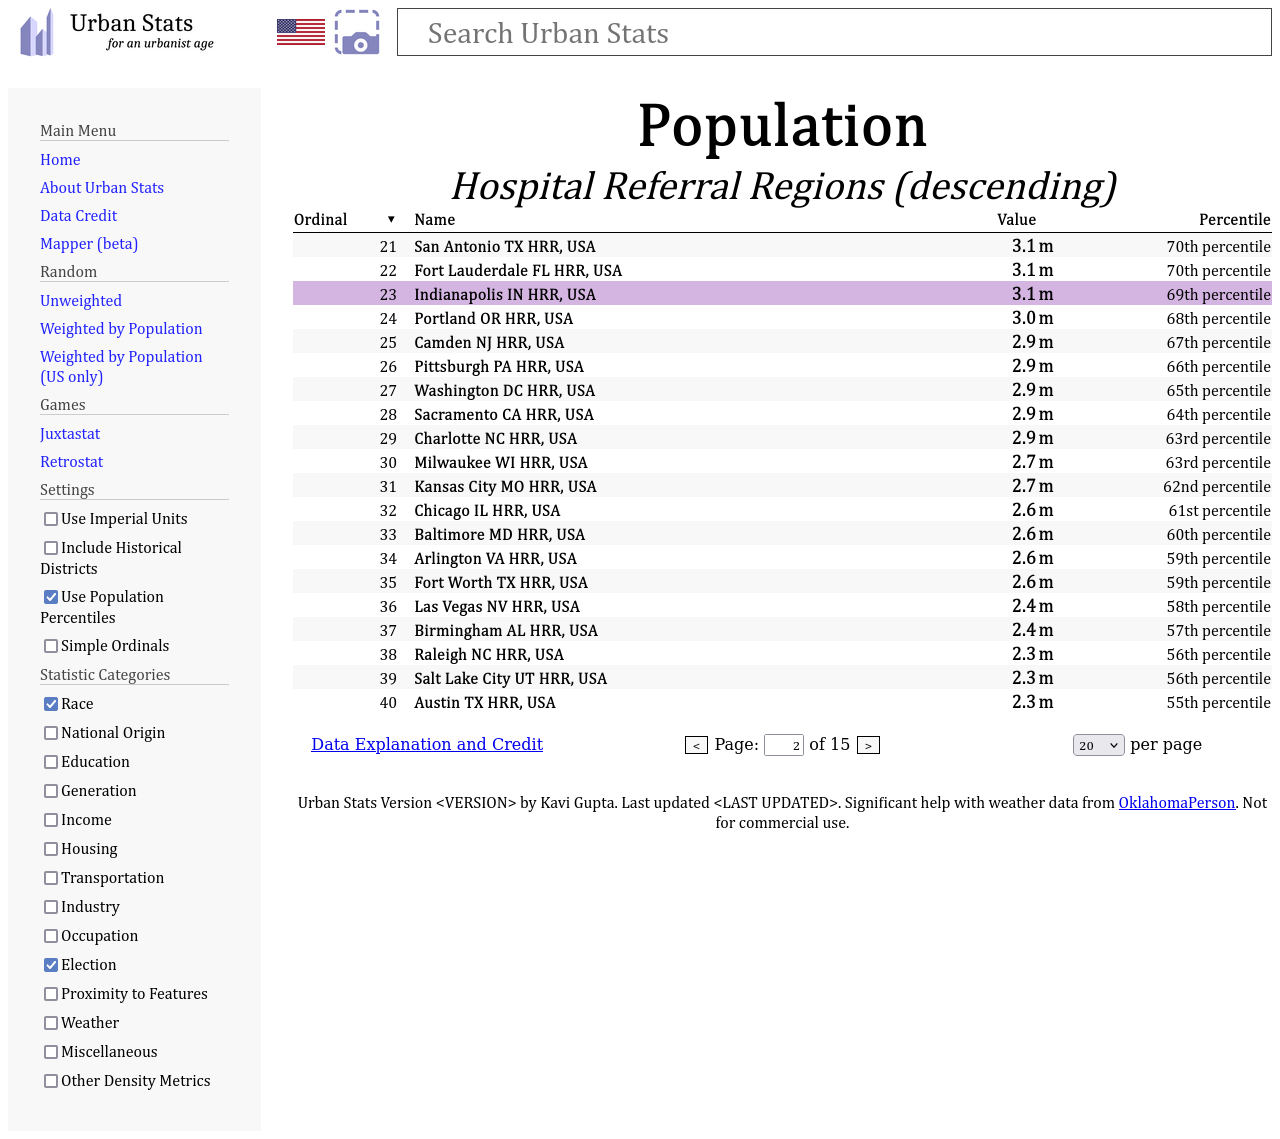 Urban Stats
for an urbanist age
Search Urban Stats
Main Menu
Home
About Urban Stats
Data Credit
Mapper (beta)
Random
Unweighted
Weighted by Population
Weighted by Population
(US only)
Games
Juxtastat
Retrostat
Settings
Use Imperial Units
Include Historical
Districts
Use Population
Percentiles
Simple Ordinals
Statistic Categories
Race
National Origin
Education
Generation
Income
Housing
Transportation
Industry
Occupation
Election
Proximity to Features
Weather
Miscellaneous
Other Density Metrics
Population
Hospital Referral Regions (descending)
Ordinal ▼ Name Value Percentile
21 San Antonio TX HRR, USA 3.1 m 70th percentile
22 Fort Lauderdale FL HRR, USA 3.1 m 70th percentile
23 Indianapolis IN HRR, USA 3.1 m 69th percentile
24 Portland OR HRR, USA 3.0 m 68th percentile
25 Camden NJ HRR, USA 2.9 m 67th percentile
26 Pittsburgh PA HRR, USA 2.9 m 66th percentile
27 Washington DC HRR, USA 2.9 m 65th percentile
28 Sacramento CA HRR, USA 2.9 m 64th percentile
29 Charlotte NC HRR, USA 2.9 m 63rd percentile
30 Milwaukee WI HRR, USA 2.7 m 63rd percentile
31 Kansas City MO HRR, USA 2.7 m 62nd percentile
32 Chicago IL HRR, USA 2.6 m 61st percentile
33 Baltimore MD HRR, USA 2.6 m 60th percentile
34 Arlington VA HRR, USA 2.6 m 59th percentile
35 Fort Worth TX HRR, USA 2.6 m 59th percentile
36 Las Vegas NV HRR, USA 2.4 m 58th percentile
37 Birmingham AL HRR, USA 2.4 m 57th percentile
38 Raleigh NC HRR, USA 2.3 m 56th percentile
39 Salt Lake City UT HRR, USA 2.3 m 56th percentile
40 Austin TX HRR, USA 2.3 m 55th percentile
Data Explanation and Credit < Page: 2 of 15 > 20 per page
Urban Stats Version <VERSION> by Kavi Gupta. Last updated <LAST UPDATED>. Significant help with weather data from OklahomaPerson. Not
for commercial use.